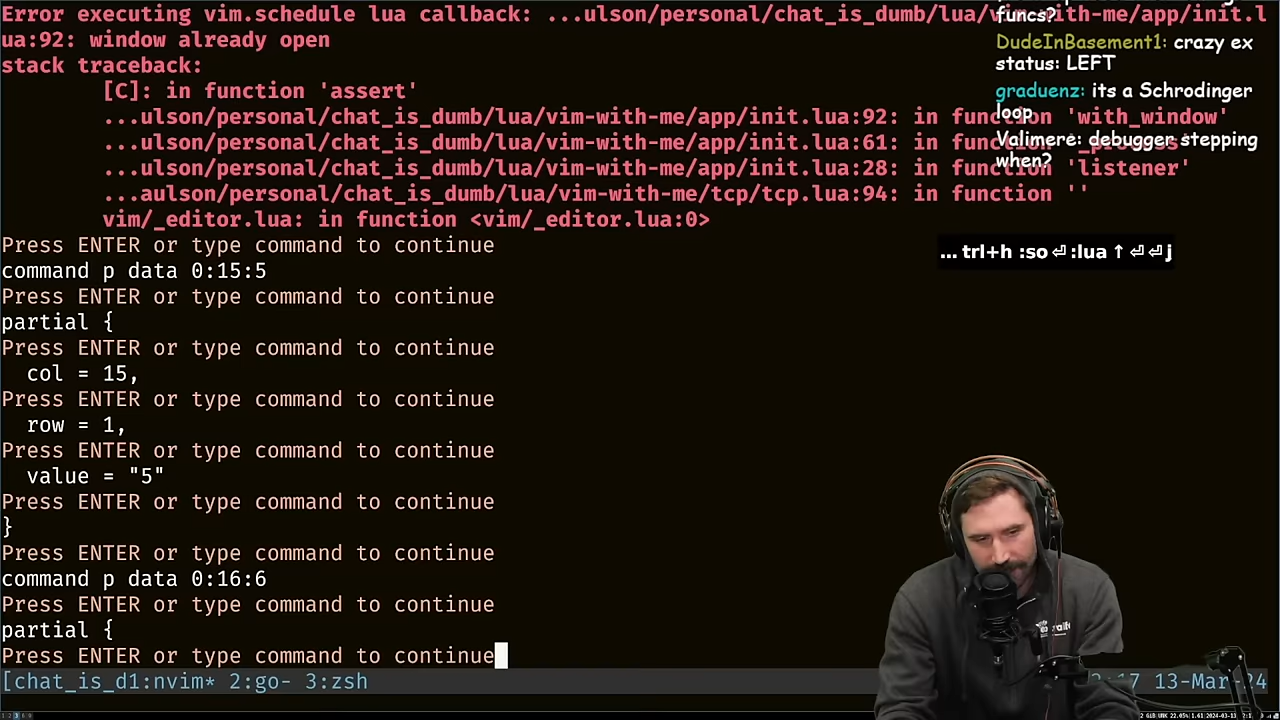 Error executing vim.schedule lua callback: ...ulson/personal/chat_is_dumb/lua/vim-with-me/app/init.l
ua:92: window already open
stack traceback:
[C]: in function 'assert'
...ulson/personal/chat_is_dumb/lua/vim-with-me/app/init.lua:92: in function 'with_window'
...ulson/personal/chat_is_dumb/lua/vim-with-me/app/init.lua:61: in function
...ulson/personal/chat_is_dumb/lua/vim-with-me/app/init.lua:28: in function 'listener'
...aulson/personal/chat_is_dumb/lua/vim-with-me/tcp/tcp.lua:94: in function ''
vim/_editor.lua: in function <vim/_editor.lua:0>
Press ENTER or type command to continue
command p data 0:15:5
Press ENTER or type command to continue
partial {
Press ENTER or type command to continue
col = 15,
Press ENTER or type command to continue
row = 1,
Press ENTER or type command to continue
value = "5"
Press ENTER or type command to continue
}
Press ENTER or type command to continue
command p data 0:16:6
Press ENTER or type command to continue
partial {
Press ENTER or type command to continue
[chat_is_d1:nvim* 2:go- 3:zsh
17 13-Mar-24
funcs?
DudeInBasement1: crazy ex
status: LEFT
graduenz: its a Schrodinger
loop
Valimere: debugger stepping
when?
... trl+h :so⏎ :lua ↑ ⏎ ⏎ j